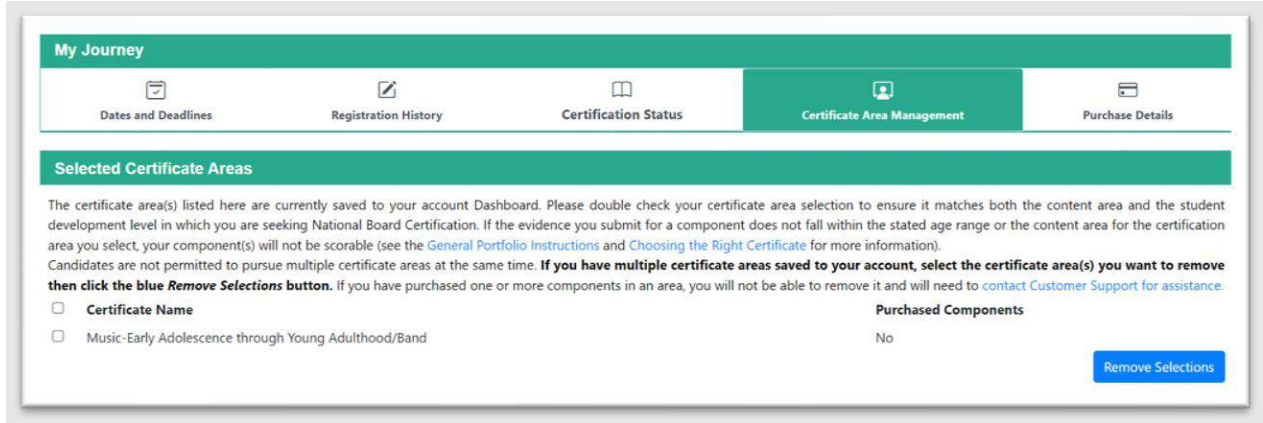 My Journey
Dates and Deadlines
Registration History
Certification Status
Certificate Area Management
Purchase Details
Selected Certificate Areas
The certificate area(s) listed here are currently saved to your account Dashboard. Please double check your certificate area selection to ensure it matches both the content area and the student
development level in which you are seeking National Board Certification. If the evidence you submit for a component does not fall within the stated age range or the content area for the certification
area you select, your component(s) will not be scorable (see the General Portfolio Instructions and Choosing the Right Certificate for more information).
Candidates are not permitted to pursue multiple certificate areas at the same time. If you have multiple certificate areas saved to your account, select the certificate area(s) you want to remove
then click the blue Remove Selections button. If you have purchased one or more components in an area, you will not be able to remove it and will need to contact Customer Support for assistance.
Certificate Name Purchased Components
Music-Early Adolescence through Young Adulthood/Band No
Remove Selections